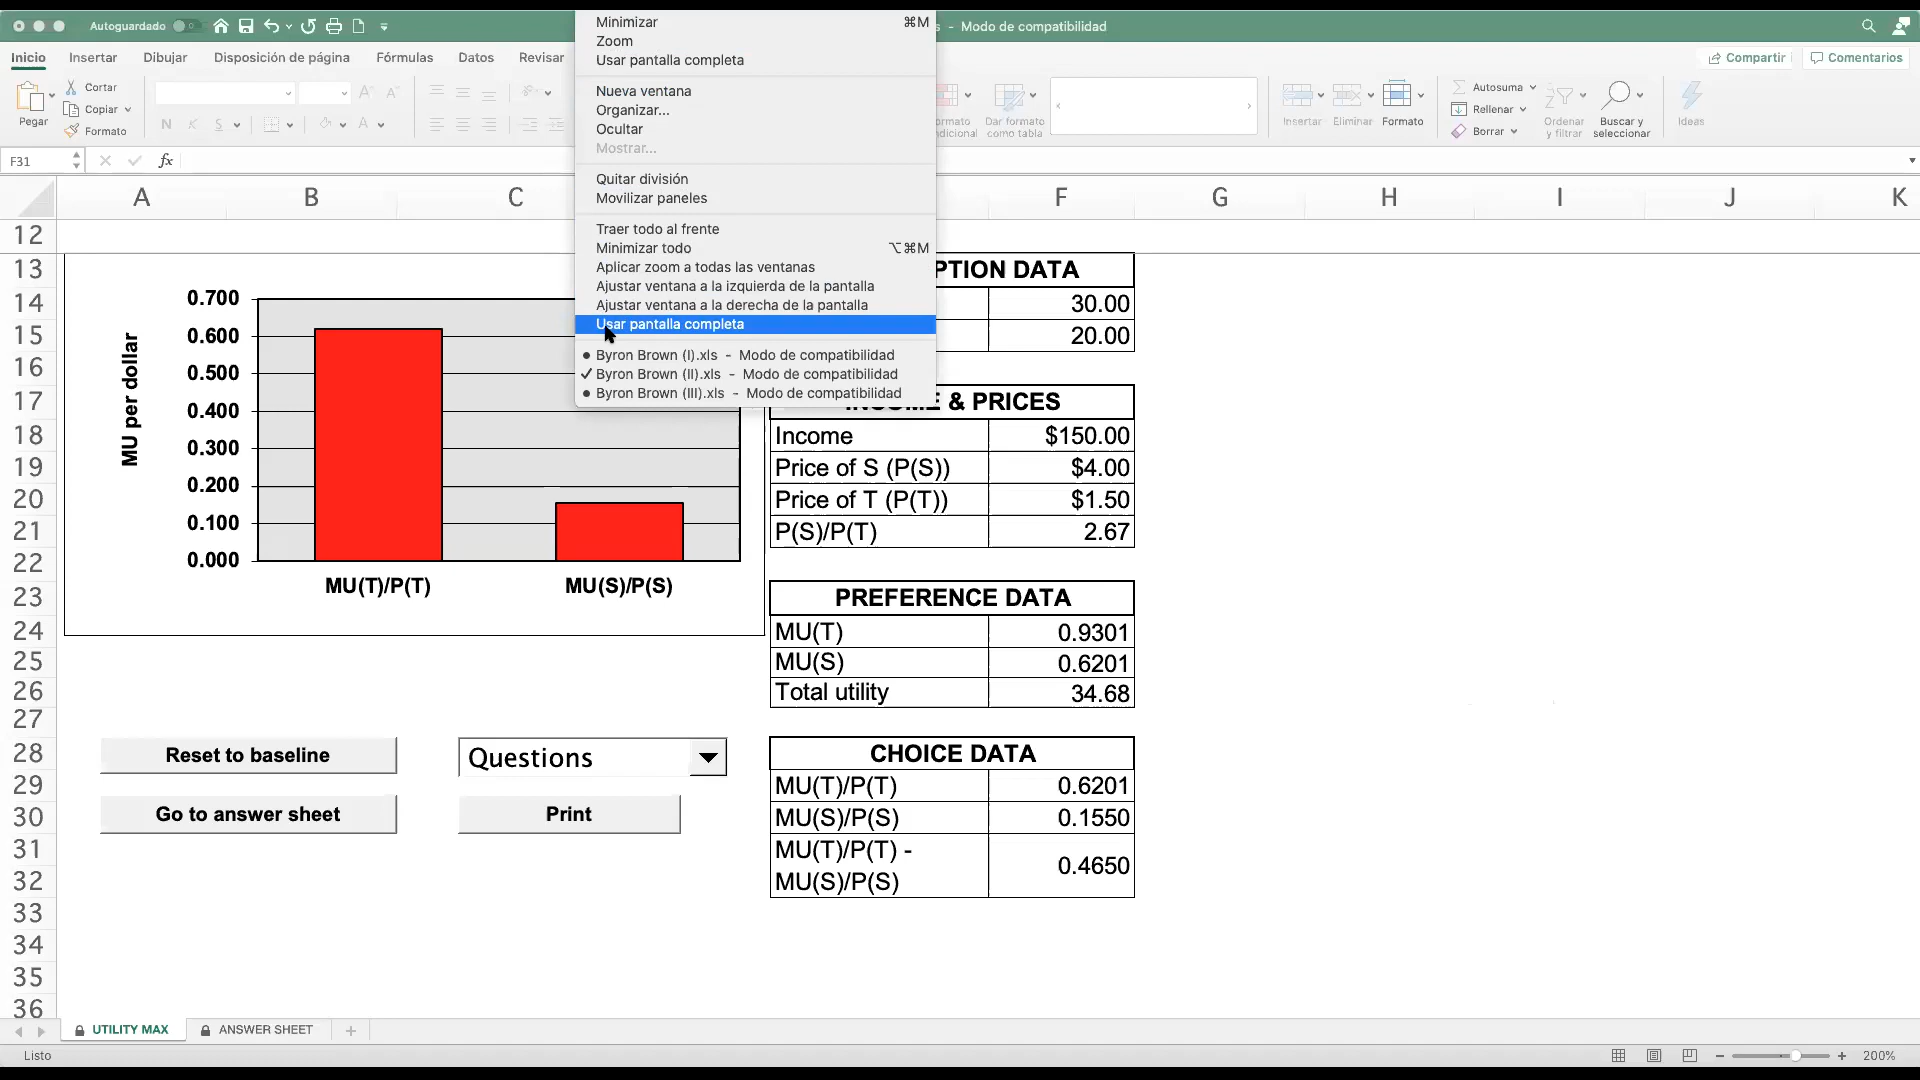 Autoguardado
- Modo de compatibilidad
Inicio
Insertar
Dibujar
Disposición de página
Fórmulas
Datos
Revisar
Compartir
Comentarios
Pegar
Cortar
Copiar
Formato
N K S
A
Dar formato
como tabla
Insertar
Eliminar
Formato
Autosuma
Rellenar
Borrar
Ordenar
y filtrar
Buscar y
seleccionar
Ideas
F31
fx
Minimizar ⌘M
Zoom
Usar pantalla completa
Nueva ventana
Organizar...
Ocultar
Mostrar...
Quitar división
Movilizar paneles
Traer todo al frente
Minimizar todo ⌥⌘M
Aplicar zoom a todas las ventanas
Ajustar ventana a la izquierda de la pantalla
Ajustar ventana a la derecha de la pantalla
Usar pantalla completa
Byron Brown (I).xls - Modo de compatibilidad
✓ Byron Brown (II).xls - Modo de compatibilidad
Byron Brown (III).xls - Modo de compatibilidad
A B C F G H I J K
12
13
14
15
16
17
18
19
20
21
22
23
24
25
26
27
28
29
30
31
32
33
34
35
36
MU per dollar
0.700
0.600
0.500
0.400
0.300
0.200
0.100
0.000
MU(T)/P(T)
MU(S)/P(S)
PTION DATA
30.00
20.00
& PRICES
Income $150.00
Price of S (P(S)) $4.00
Price of T (P(T)) $1.50
P(S)/P(T) 2.67
PREFERENCE DATA
MU(T) 0.9301
MU(S) 0.6201
Total utility 34.68
CHOICE DATA
MU(T)/P(T) 0.6201
MU(S)/P(S) 0.1550
MU(T)/P(T) -
MU(S)/P(S) 0.4650
Reset to baseline
Questions
Go to answer sheet
Print
UTILITY MAX
ANSWER SHEET
Listo
200%